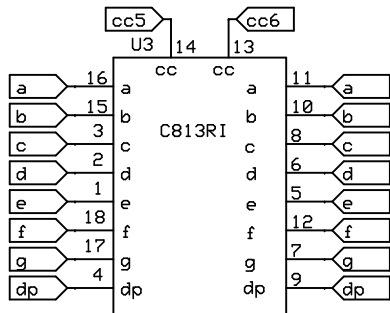 cc5 cc6
U3 14 13
cc cc
a 16 a 11 a
b 15 b C813RI b 10 b
c 3 c c 8 c
d 2 d d 6 d
e 1 e e 5 e
f 18 f f 12 f
g 17 g g 7 g
dp 4 dp dp 9 dp